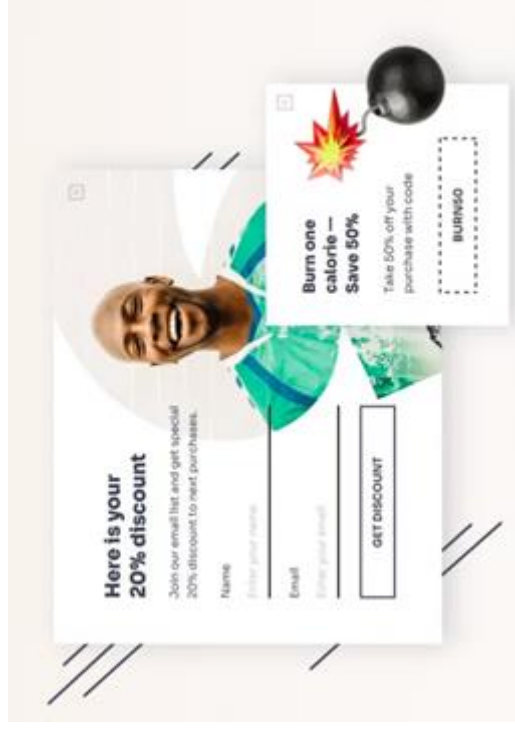 Here is your
20% discount
Join our email list and get special
20% discount to next purchases.
Name
Enter your name
Email
Enter your email
GET DISCOUNT
Burn one
calorie —
Save 50%
Take 50% off your
purchase with code
BURN50